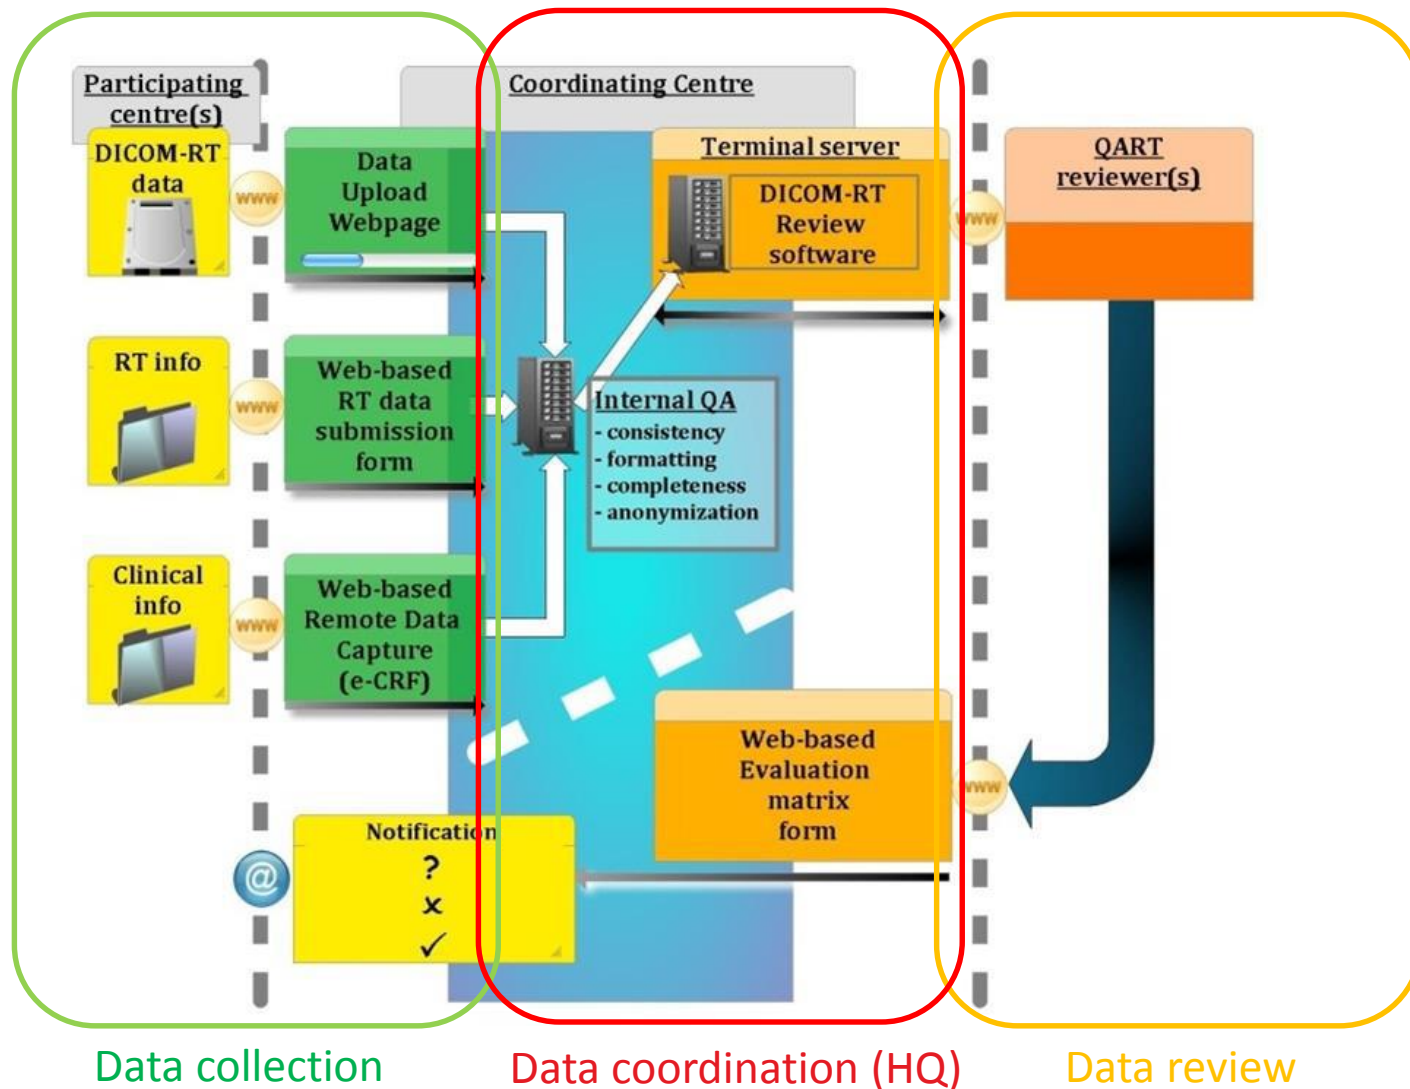 Participating
centre(s)
DICOM-RT
data
www
Data
Upload
Webpage
RT info
www
Web-based
RT data
submission
form
Clinical
info
www
Web-based
Remote Data
Capture
(e-CRF)
Coordinating Centre
Terminal server
DICOM-RT
Review
software
Internal QA
- consistency
- formatting
- completeness
- anonymization
www
QART
reviewer(s)
Web-based
Evaluation
matrix
form
www
Notification
?
x
✓
@
Data collection
Data coordination (HQ)
Data review